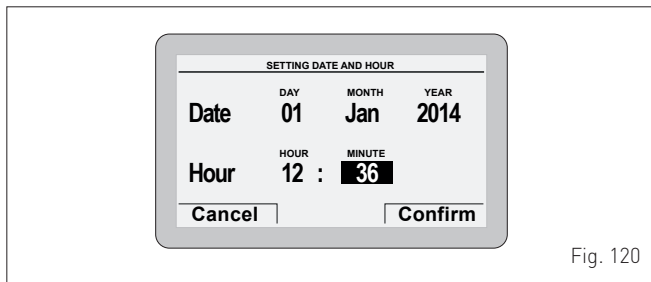 SETTING DATE AND HOUR
DAY MONTH YEAR
Date 01 Jan 2014
HOUR MINUTE
Hour 12 : 36
Cancel Confirm
Fig. 120